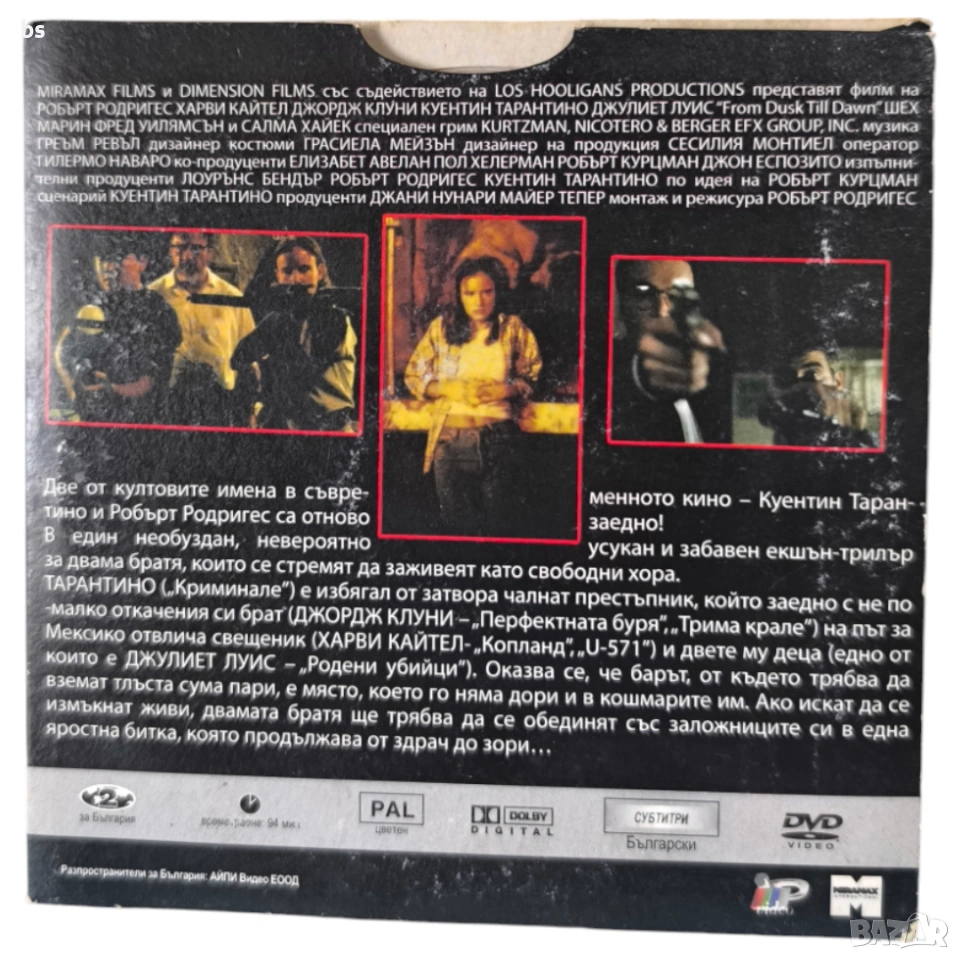 os
MIRAMAX FILMS и DIMENSION FILMS със съдействието на LOS HOOLIGANS PRODUCTIONS представят филм на
РОБЪРТ РОДРИГЕС ХАРВИ КАЙТЕЛ ДЖОРДЖ КЛУНИ КУЕНТИН ТАРАНТИНО ДЖУЛИЕТ ЛУИС "From Dusk Till Dawn" ШЕХ
МАРИН ФРЕД УИЛЯМСЪН и САЛМА ХАЙЕК специален грим KURTZMAN, NICOTERO & BERGER EFX GROUP, INC. музика
ГРЕЪМ РЕВЪЛ дизайнер костюми ГРАСИЕЛА МЕЙЗЪН дизайнер на продукция СЕСИЛИЯ МОНТИЕЛ оператор
ГИЛЕРМО НАВАРО ко-продуценти ЕЛИЗАБЕТ АВЕЛАН ПОЛ ХЕЛЕРМАН РОБЪРТ КУРЦМАН ДЖОН ЕСПОЗИТО изпълни-
телни продуценти ЛОУРЪНС БЕНДЪР РОБЪРТ РОДРИГЕС КУЕНТИН ТАРАНТИНО по идея на РОБЪРТ КУРЦМАН
сценарий КУЕНТИН ТАРАНТИНО продуценти ДЖАНИ НУНАРИ МАЙЕР ТЕПЕР монтаж и режисура РОБЪРТ РОДРИГЕС
Две от култовите имена в съвре- менното кино – Куентин Таран-
тино и Робърт Родригес са отново заедно!
В един необуздан, невероятно усукан и забавен екшън-трилър
за двама братя, които се стремят да заживеят като свободни хора.
ТАРАНТИНО („Криминале") е избягал от затвора чалнат престъпник, който заедно с не по
-малко откачения си брат (ДЖОРДЖ КЛУНИ – „Перфектната буря", „Трима крале") на път за
Мексико отвлича свещеник (ХАРВИ КАЙТЕЛ- „Копланд", „U-571") и двете му деца (едно от
които е ДЖУЛИЕТ ЛУИС – „Родени убийци"). Оказва се, че барът, от където трябва да
вземат тлъста сума пари, е място, което го няма дори и в кошмарите им. Ако искат да се
измъкнат живи, двамата братя ще трябва да се обединят със заложниците си в една
яростна битка, която продължава от здрач до зори...
2
за България
94 мин
PAL
цветен
DOLBY
DIGITAL
СУБТИТРИ
Български
DVD
VIDEO
Разпространители за България: АЙПИ Видео ЕООД
iP
video
MIRAMAX
INTERNATIONAL
M
BAZAR